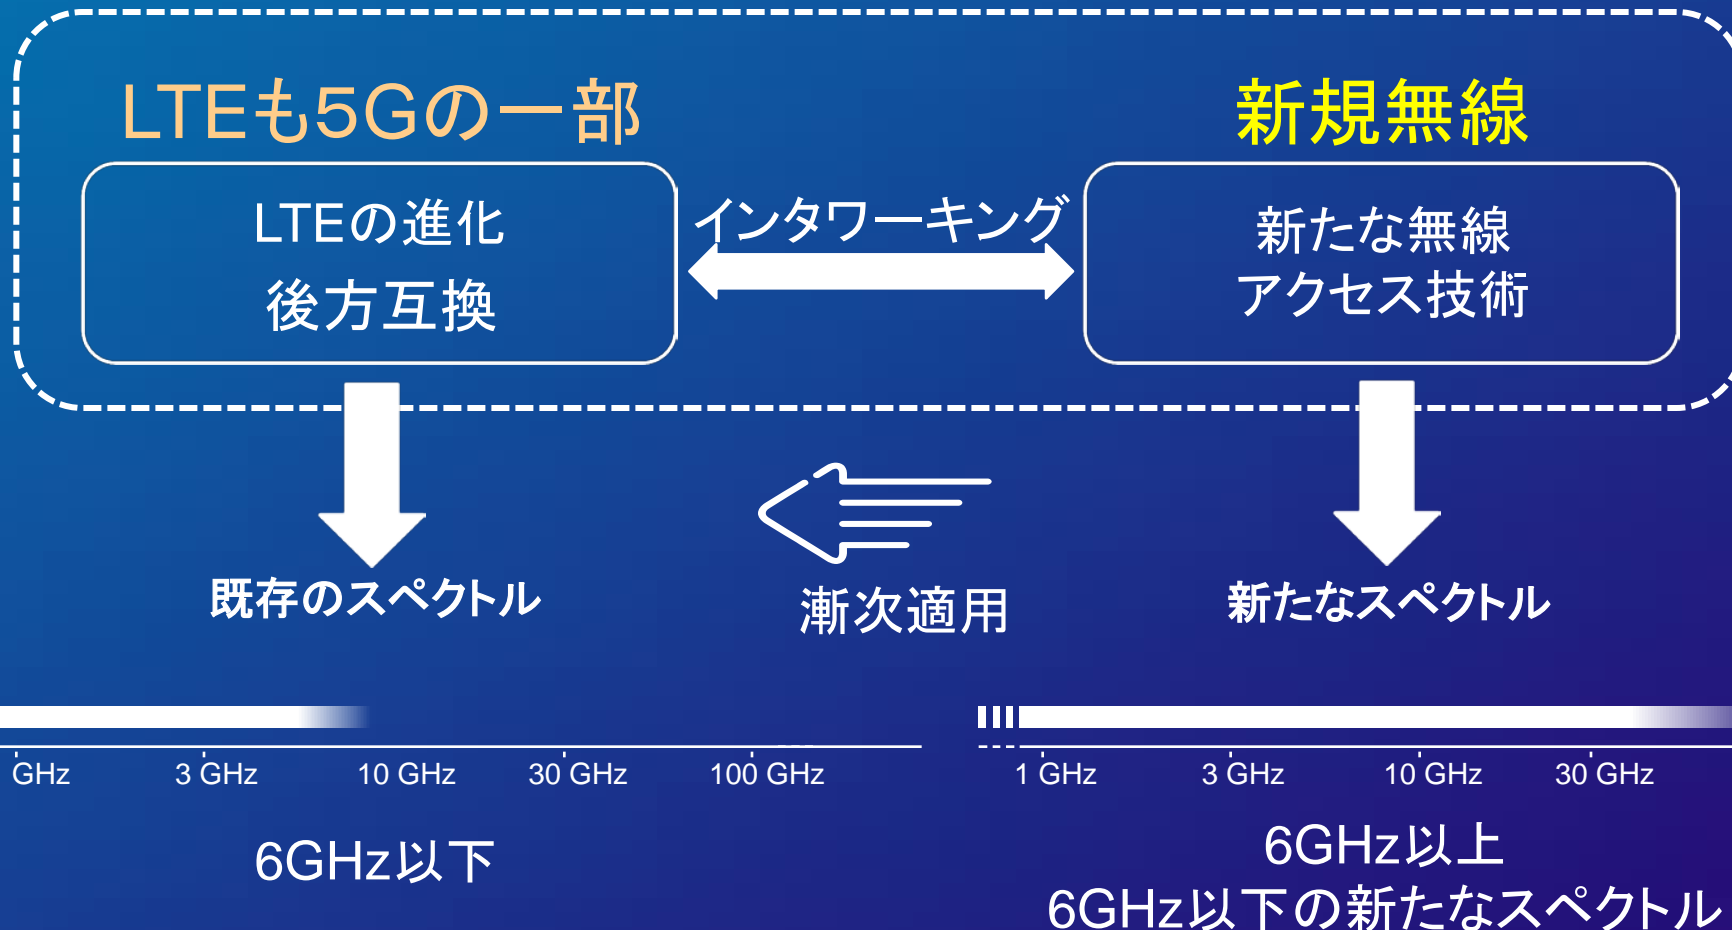 LTEも5Gの一部
新規無線
LTEの進化
後方互換
インタワーキング
新たな無線
アクセス技術
既存のスペクトル
漸次適用
新たなスペクトル
GHz 3 GHz 10 GHz 30 GHz 100 GHz
1 GHz 3 GHz 10 GHz 30 GHz
6GHz以下
6GHz以上
6GHz以下の新たなスペクトル